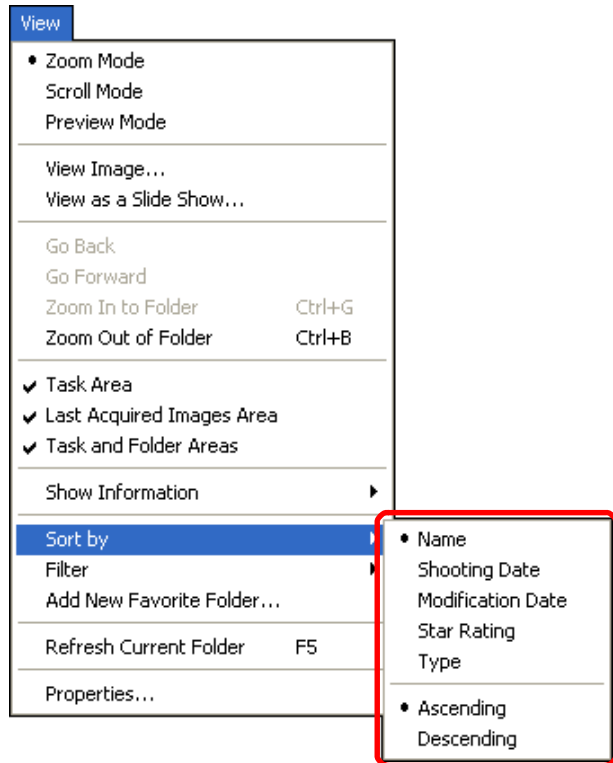 View
Zoom Mode
Scroll Mode
Preview Mode
View Image...
View as a Slide Show...
Go Back
Go Forward
Zoom In to Folder Ctrl+G
Zoom Out of Folder Ctrl+B
Task Area
Last Acquired Images Area
Task and Folder Areas
Show Information
Sort by
Filter
Add New Favorite Folder...
Refresh Current Folder F5
Properties...
Name
Shooting Date
Modification Date
Star Rating
Type
Ascending
Descending